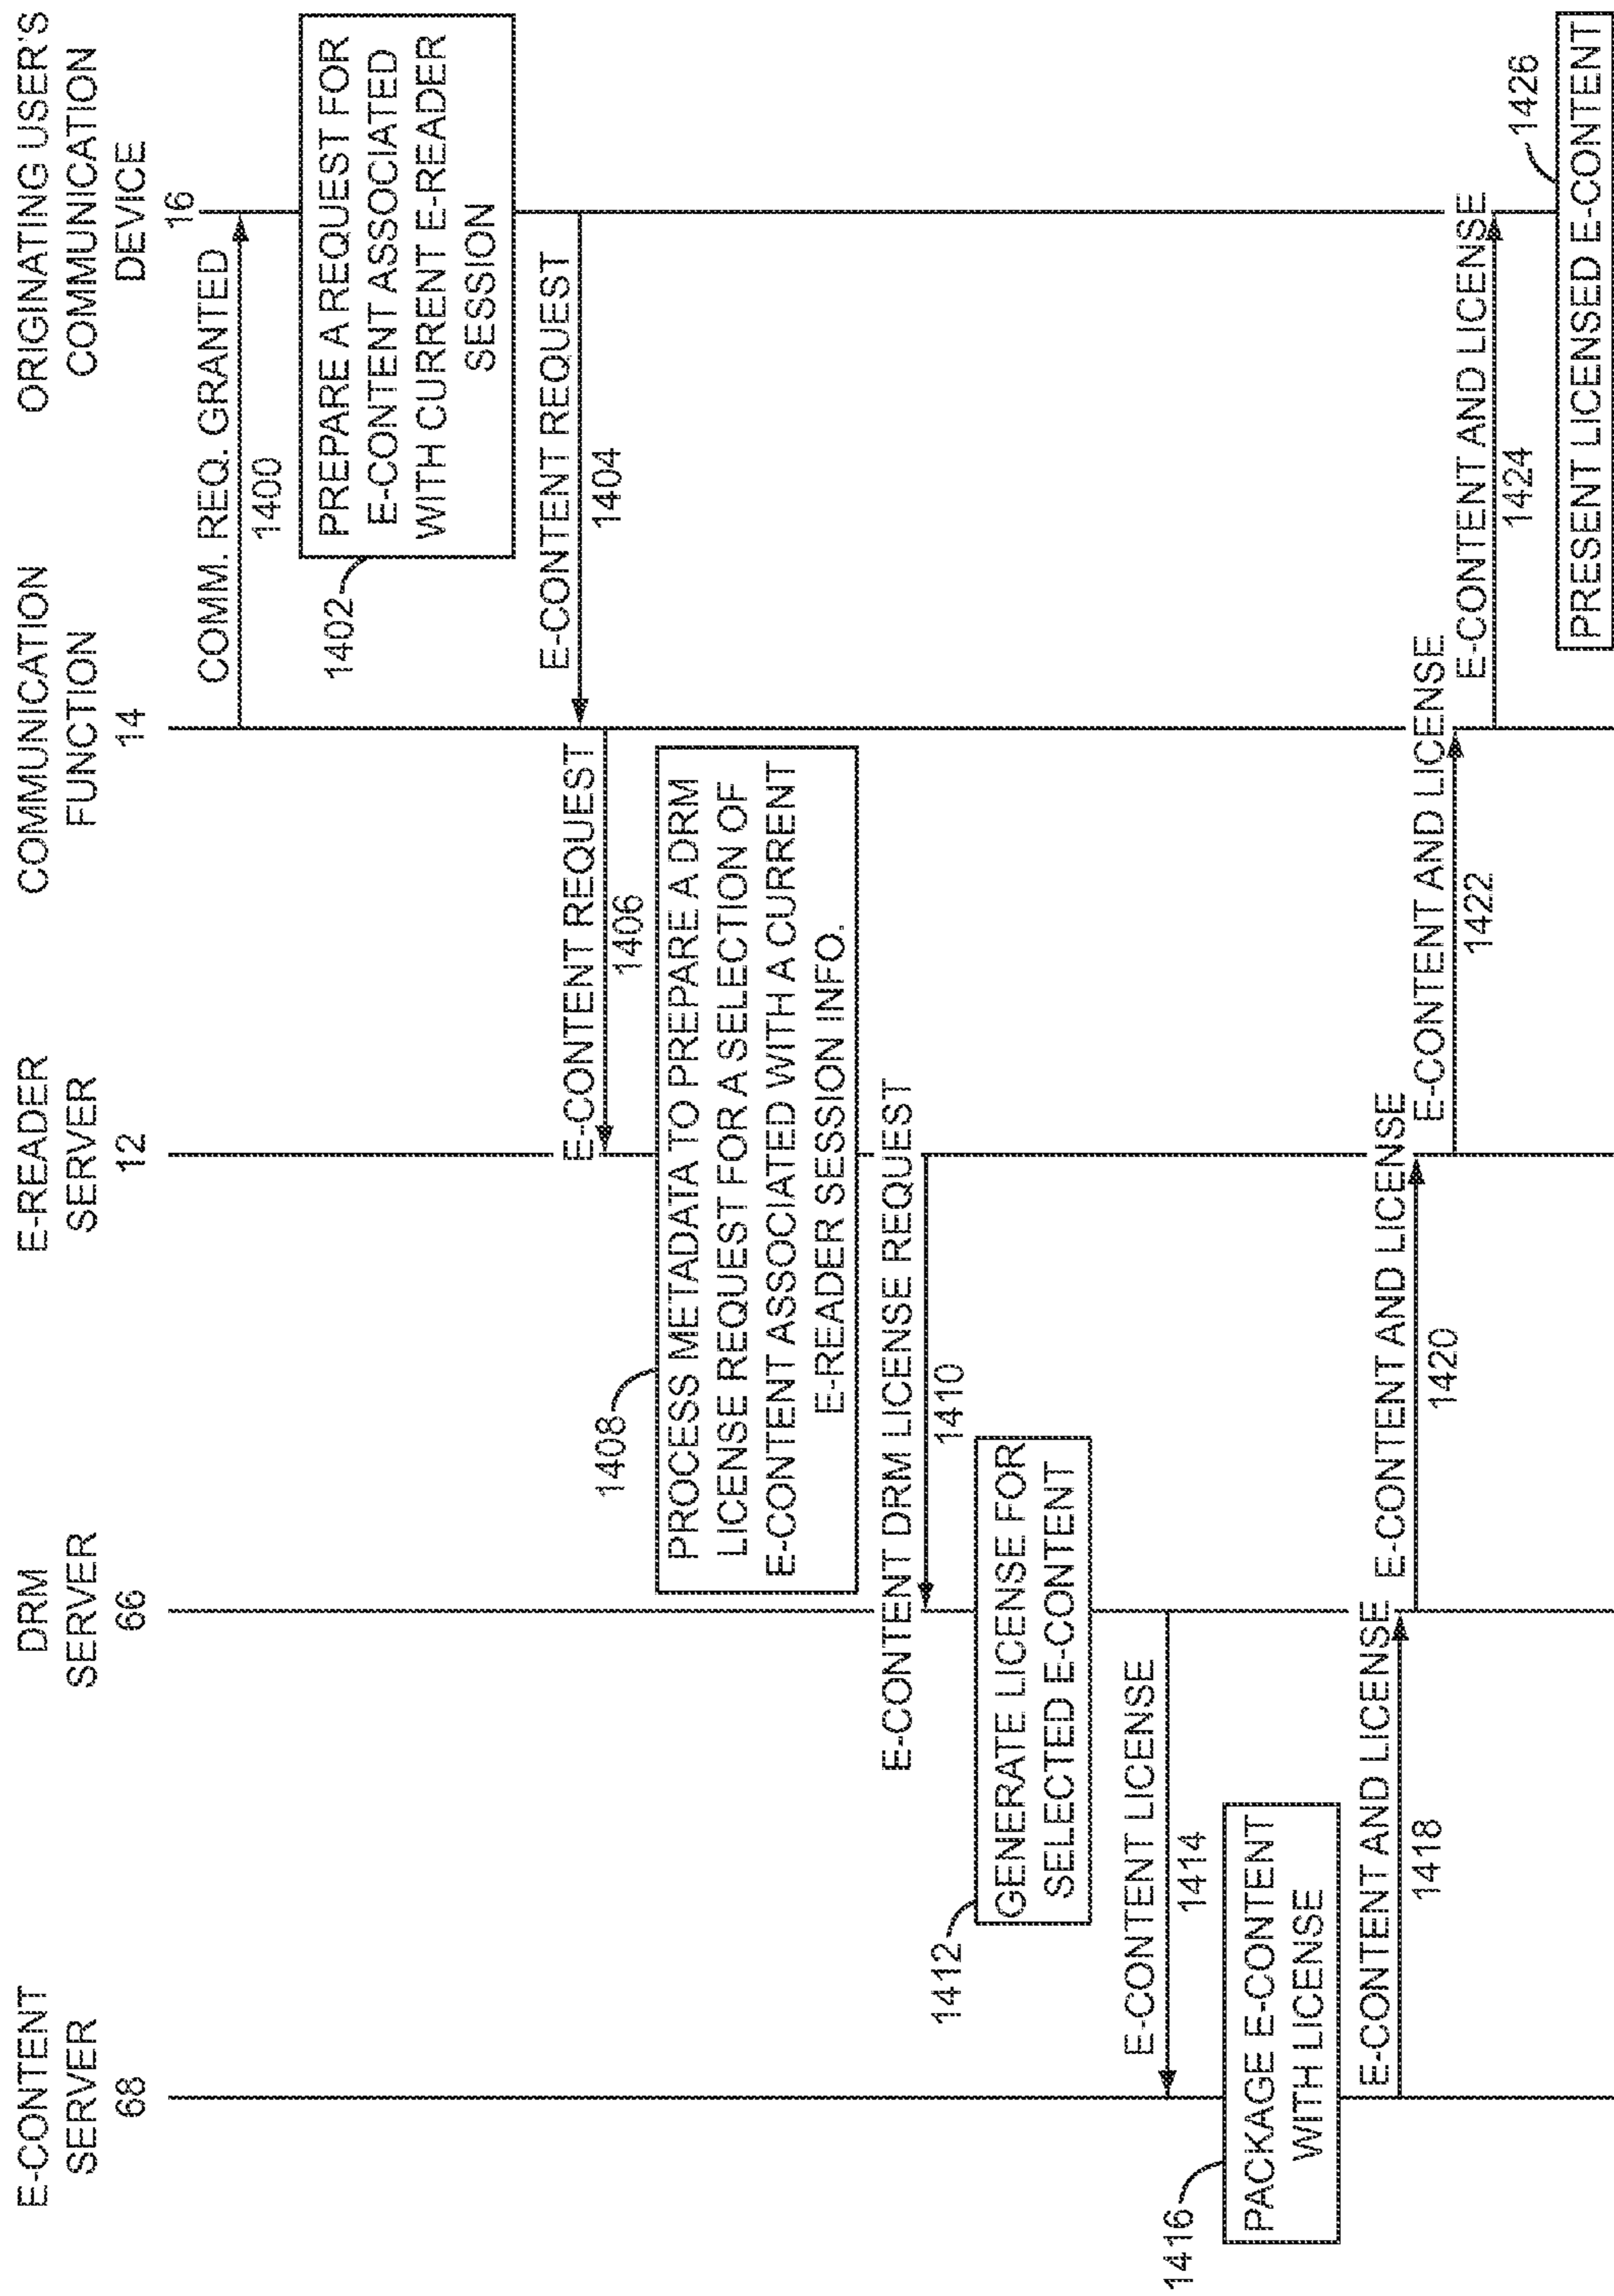 E-CONTENT
SERVER
68
DRM
SERVER
66
E-READER
SERVER
12
COMMUNICATION
FUNCTION
14
ORIGINATING USER'S
COMMUNICATION
DEVICE
16
COMM. REQ. GRANTED
1400
1402
PREPARE A REQUEST FOR
E-CONTENT ASSOCIATED
WITH CURRENT E-READER
SESSION
E-CONTENT REQUEST
1404
E-CONTENT REQUEST
1406
1408
PROCESS METADATA TO PREPARE A DRM
LICENSE REQUEST FOR A SELECTION OF
E-CONTENT ASSOCIATED WITH A CURRENT
E-READER SESSION INFO.
E-CONTENT DRM LICENSE REQUEST
1410
1412
GENERATE LICENSE FOR
SELECTED E-CONTENT
E-CONTENT LICENSE
1414
1416
PACKAGE E-CONTENT
WITH LICENSE
E-CONTENT AND LICENSE
1418
E-CONTENT AND LICENSE
1420
E-CONTENT AND LICENSE
1422
E-CONTENT AND LICENSE
1424
1426
PRESENT LICENSED E-CONTENT